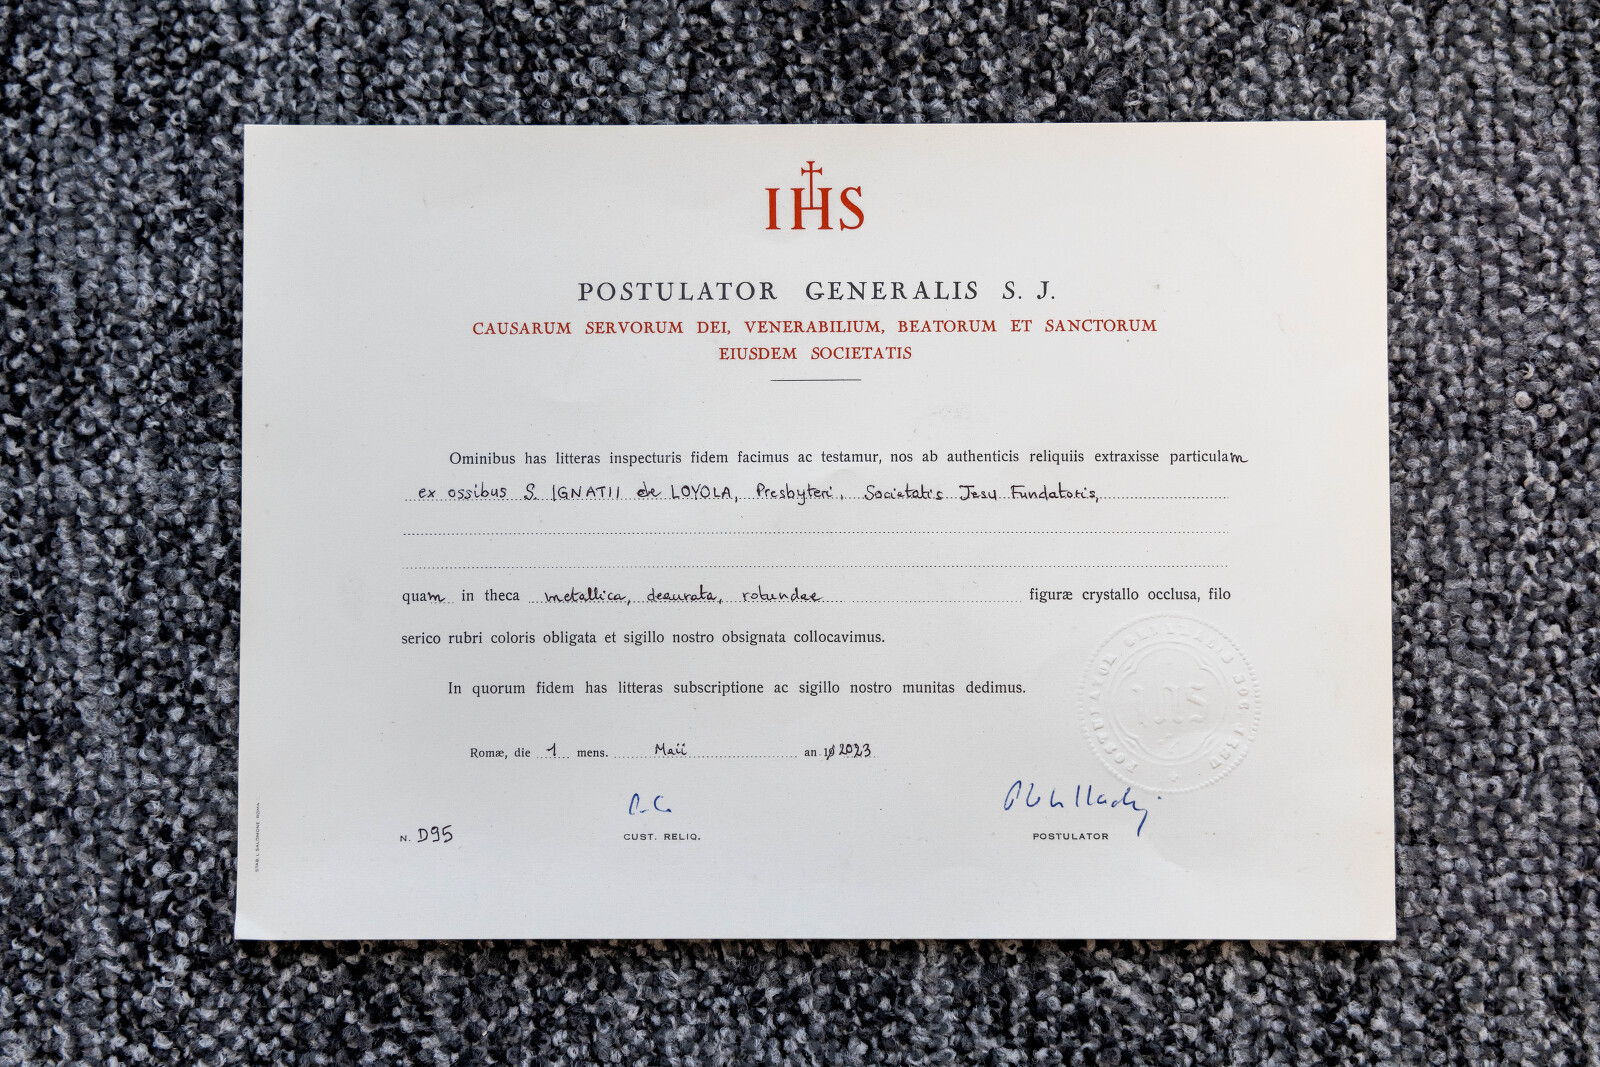 IHS
POSTULATOR GENERALIS S. J.
CAUSARUM SERVORUM DEI, VENERABILIUM, BEATORUM ET SANCTORUM
EIUSDEM SOCIETATIS
Ominibus has litteras inspecturis fidem facimus ac testamur, nos ab authenticis reliquiis extraxisse particulam
ex ossibus S. IGNATII de LOYOLA, Presbyteri, Societatis Jesu Fundatoris,
quam in theca metallica, deaurata, rotundae figuræ crystallo occlusa, filo
serico rubri coloris obligata et sigillo nostro obsignata collocavimus.
In quorum fidem has litteras subscriptione ac sigillo nostro munitas dedimus.
Romæ, die 1 mens. Maii an. 2023
N. D95
CUST. RELIQ.
POSTULATOR
STAB. L. SALOMONE ROMA
IHS